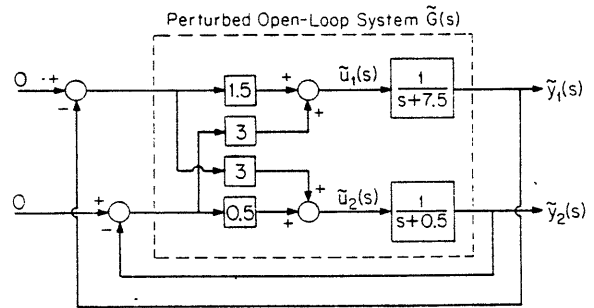 Perturbed Open-Loop System G̃(s)
0 + 1.5 + ũ₁(s) 1 ỹ₁(s)
- + s+7.5
3
3
0 + 0.5 + + ũ₂(s) 1 ỹ₂(s)
- s+0.5